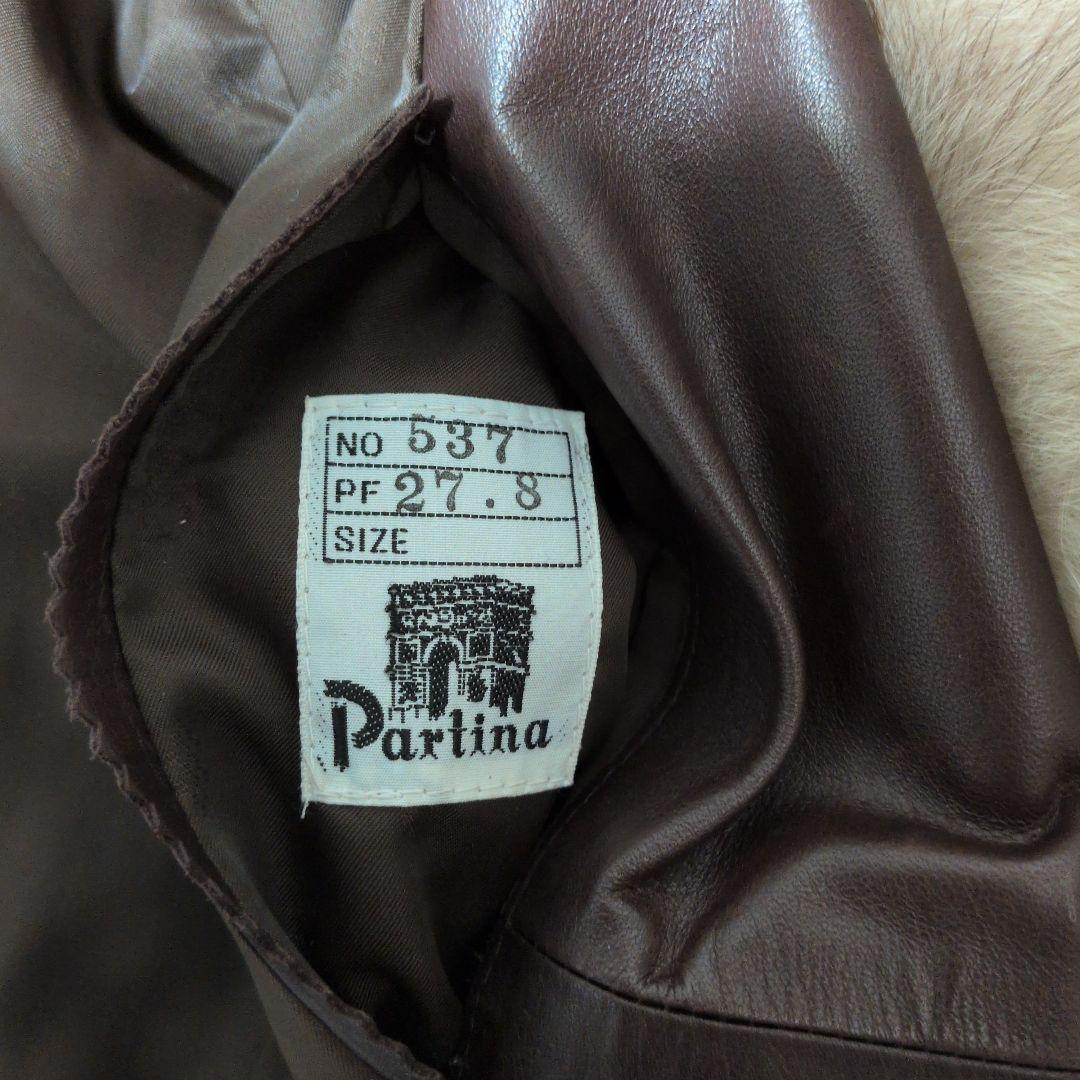 NO 537
PF 27.8
SIZE
Partina